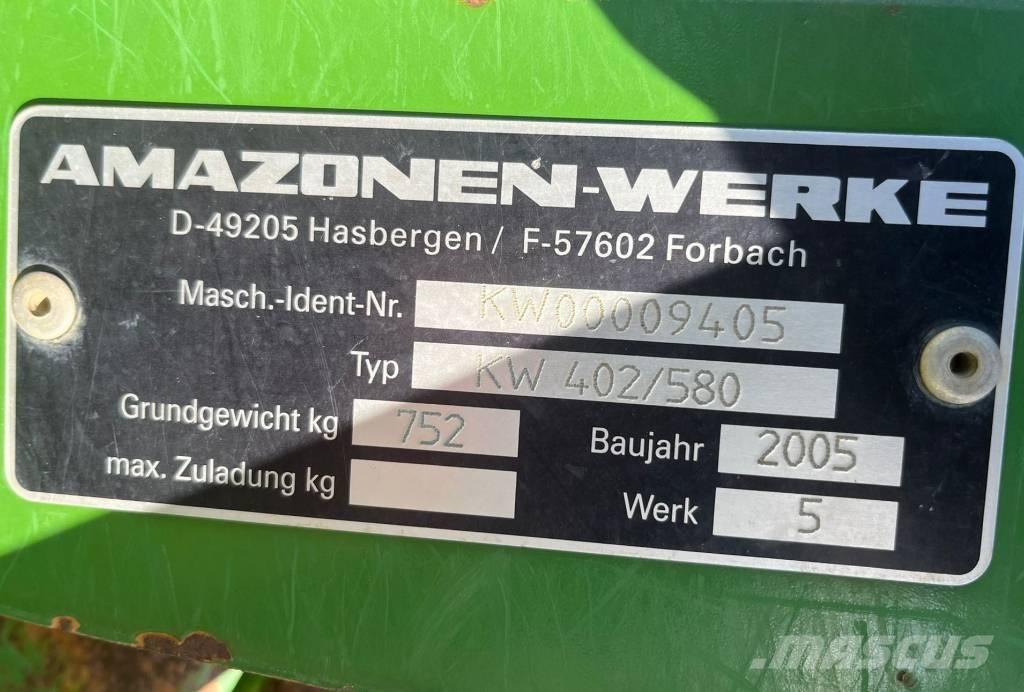 AMAZONEN-WERKE
D-49205 Hasbergen / F-57602 Forbach
Masch.-Ident-Nr. KW00009405
Typ KW 402/580
Grundgewicht kg 752 Baujahr 2005
max. Zuladung kg Werk 5
mascus